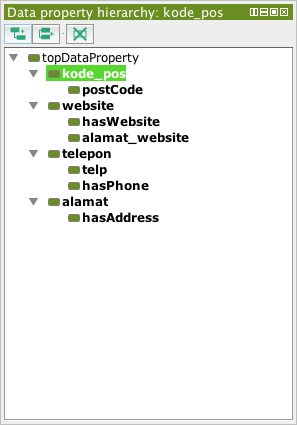 Data property hierarchy: kode_pos
topDataProperty
kode_pos
postCode
website
hasWebsite
alamat_website
telepon
telp
hasPhone
alamat
hasAddress